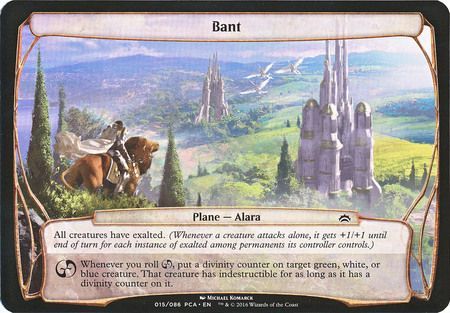 Bant
Plane — Alara
All creatures have exalted. (Whenever a creature attacks alone, it gets +1/+1 until
end of turn for each instance of exalted among permanents its controller controls.)
Whenever you roll , put a divinity counter on target green, white, or
blue creature. That creature has indestructible for as long as it has a
divinity counter on it.
Michael Komarck
015/086 PCA • EN ™ & © 2016 Wizards of the Coast